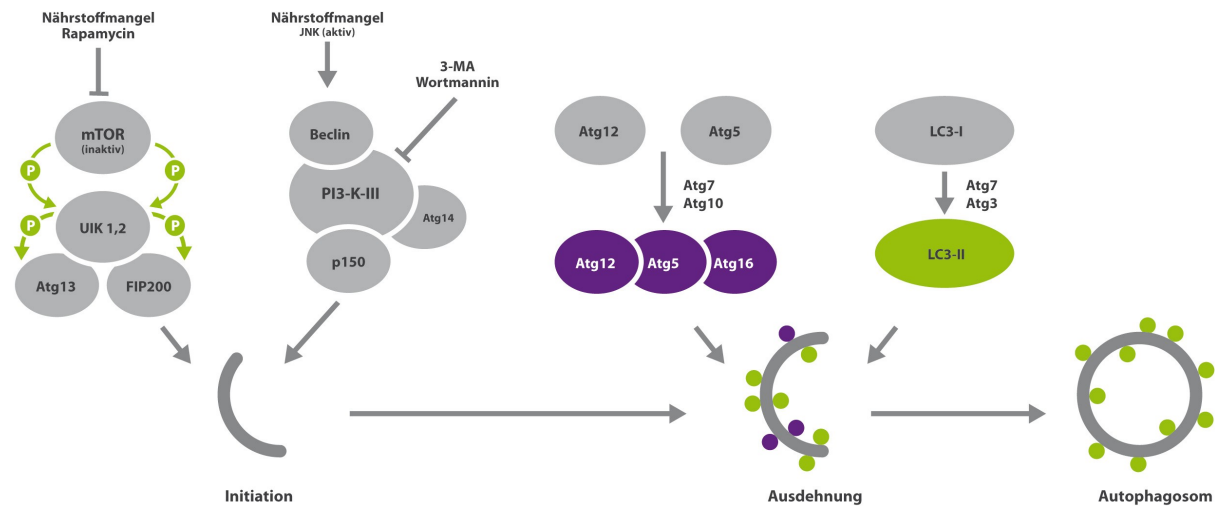 Nährstoffmangel
Rapamycin
mTOR
(inaktiv)
P
P
UIK 1,2
P
P
Atg13
FIP200
Nährstoffmangel
JNK (aktiv)
3-MA
Wortmannin
Beclin
PI3-K-III
Atg14
p150
Atg12
Atg5
Atg7
Atg10
Atg12
Atg5
Atg16
LC3-I
Atg7
Atg3
LC3-II
Initiation
Ausdehnung
Autophagosom